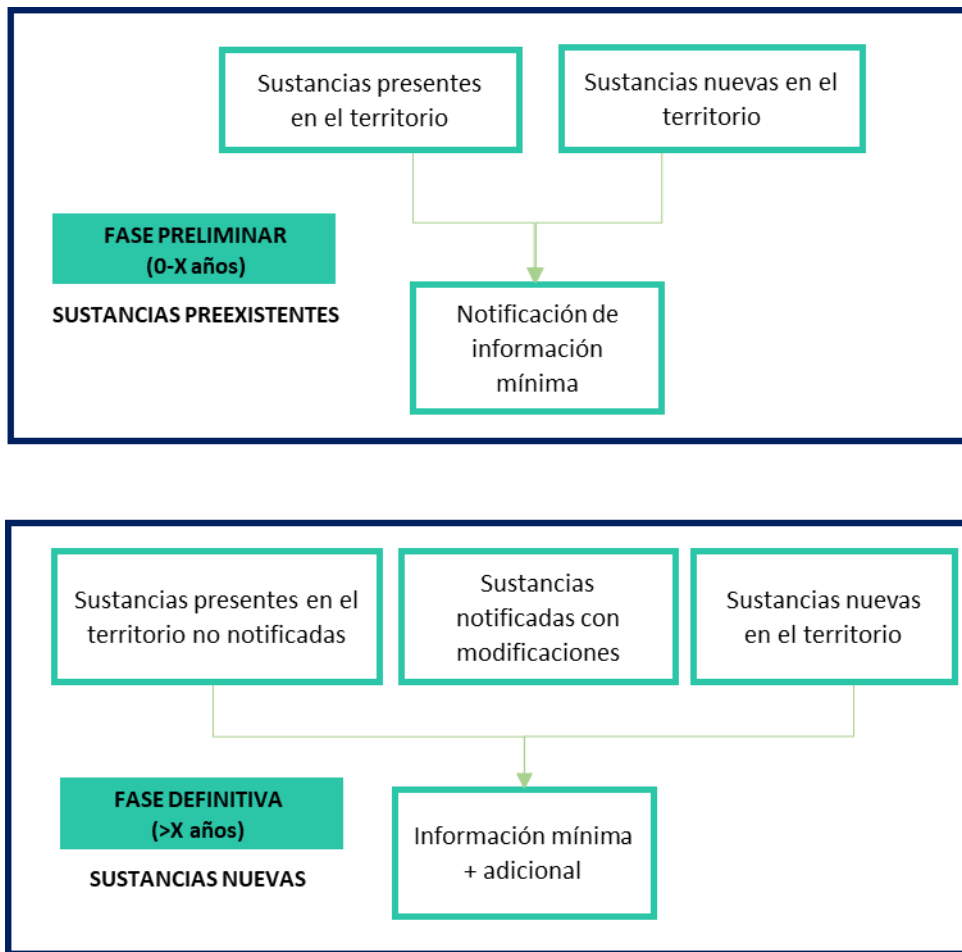 Sustancias presentes
en el territorio
Sustancias nuevas en el
territorio
FASE PRELIMINAR
(0-X años)
SUSTANCIAS PREEXISTENTES
Notificación de
información
mínima
Sustancias presentes en el
territorio no notificadas
Sustancias
notificadas con
modificaciones
Sustancias nuevas
en el territorio
FASE DEFINITIVA
(>X años)
SUSTANCIAS NUEVAS
Información mínima
+ adicional